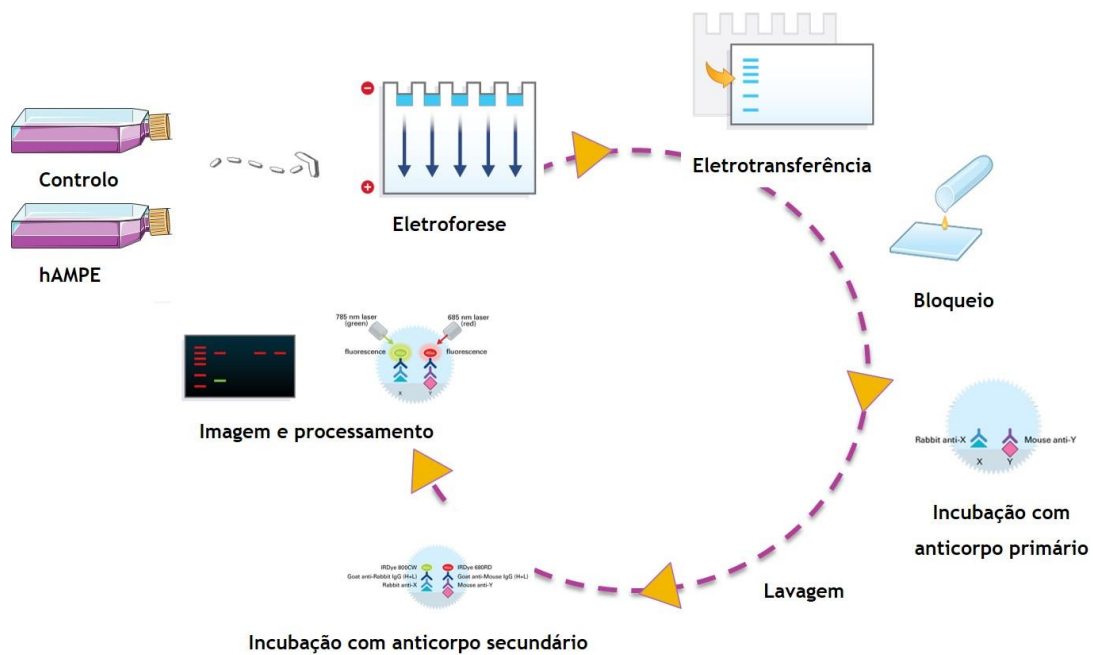 Controlo
hAMPE
Eletroforese
Eletrotransferência
Bloqueio
Rabbit anti-X
Mouse anti-Y
X
Y
Incubação com
anticorpo primário
Lavagem
IRDye 800CW
IRDye 680RD
Goat anti-Rabbit IgG (H+L)
Goat anti-Mouse IgG (H+L)
Rabbit anti-X
Mouse anti-Y
Incubação com anticorpo secundário
785 nm laser
(green)
685 nm laser
(red)
fluorescence
fluorescence
X
Y
Imagem e processamento